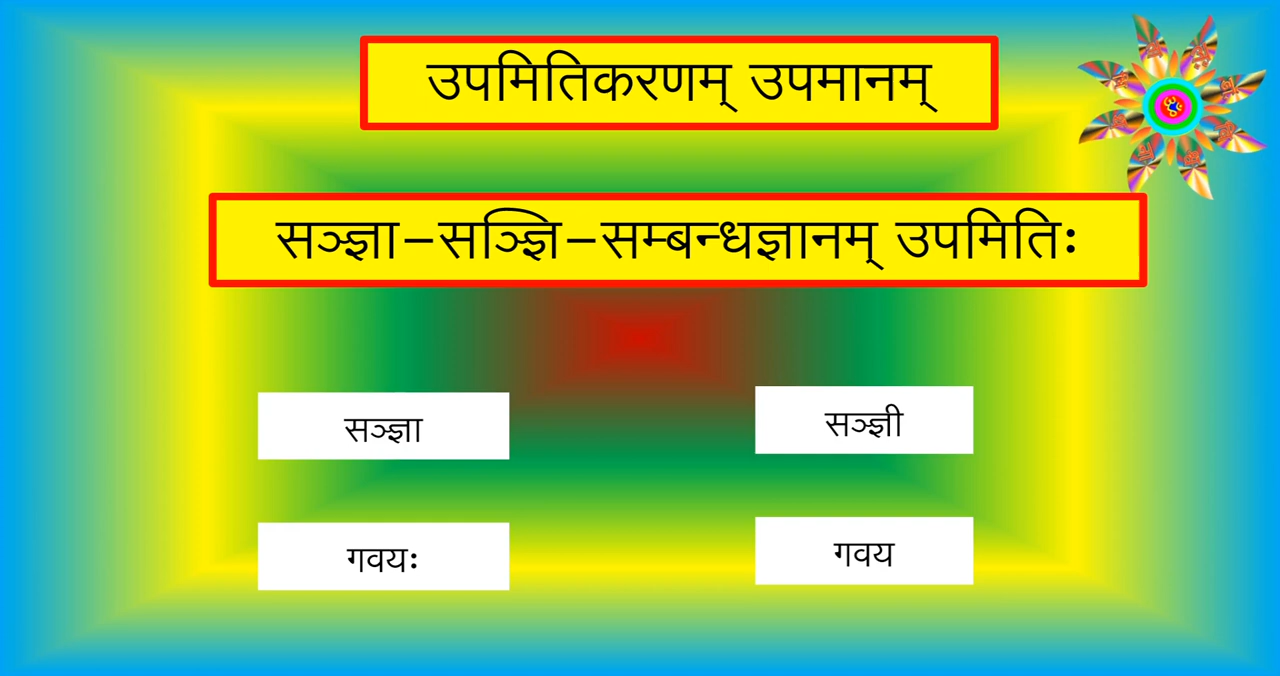 उपमितिकरणम् उपमानम्
सञ्ज्ञा–सञ्ज्ञि–सम्बन्धज्ञानम् उपमितिः
सञ्ज्ञा
सञ्ज्ञी
गवयः
गवय